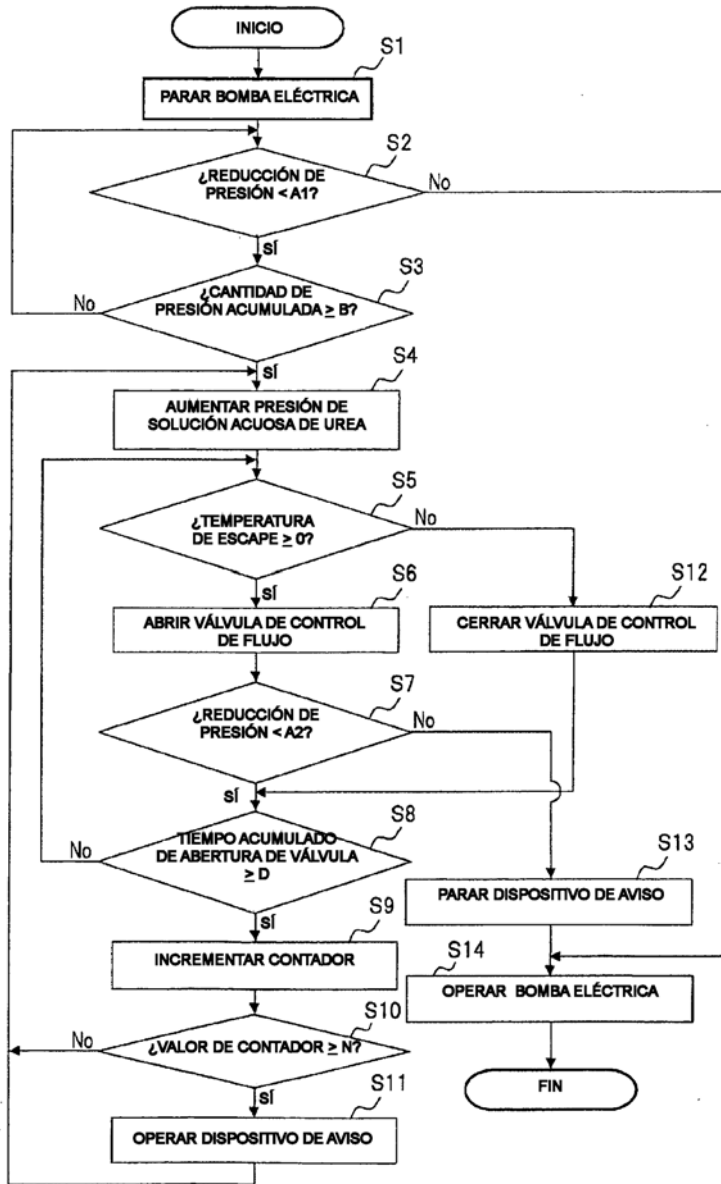 INICIO
S1
PARAR BOMBA ELÉCTRICA
S2
¿REDUCCIÓN DE
PRESIÓN < A1?
No
SÍ
S3
¿CANTIDAD DE
PRESIÓN ACUMULADA ≥ B?
No
SÍ
S4
AUMENTAR PRESIÓN DE
SOLUCIÓN ACUOSA DE UREA
S5
¿TEMPERATURA
DE ESCAPE ≥ 0?
No
SÍ
S6
ABRIR VÁLVULA DE CONTROL
DE FLUJO
S12
CERRAR VÁLVULA DE CONTROL
DE FLUJO
S7
¿REDUCCIÓN DE
PRESIÓN < A2?
No
SÍ
S8
TIEMPO ACUMULADO
DE ABERTURA DE VÁLVULA
≥ D
No
SÍ
S13
PARAR DISPOSITIVO DE AVISO
S9
INCREMENTAR CONTADOR
S14
OPERAR BOMBA ELÉCTRICA
S10
¿VALOR DE CONTADOR ≥ N?
No
SÍ
FIN
S11
OPERAR DISPOSITIVO DE AVISO